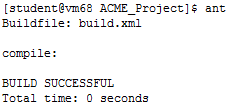 [student@vm68 ACME_Project]$ ant
Buildfile: build.xml
compile:
BUILD SUCCESSFUL
Total time: 0 seconds